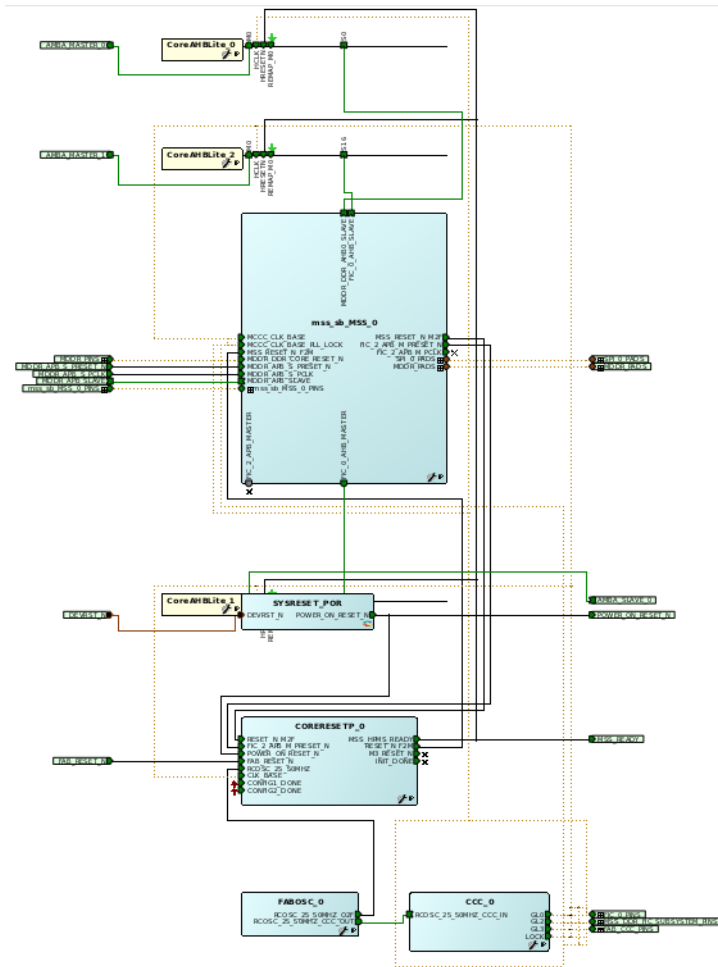 AMBA_MASTER_0
CoreAHBLite_0
M0
HCLK
HRESETN
REMAP_M0
S0
AMBA_MASTER_1
CoreAHBLite_2
M0
HCLK
HRESETN
REMAP_M0
S16
MDDR_DDR_AHB0_SLAVE
FIC_0_AHB_SLAVE
mss_sb_MSS_0
MCCC_CLK_BASE
MCCC_CLK_BASE_PLL_LOCK
MSS_RESET_N_F2M
MDDR_DDR_CORE_RESET_N
MDDR_APB_S_PRESET_N
MDDR_APB_S_PCLK
MDDR_APB_SLAVE
mss_sb_MSS_0_PINS
MSS_RESET_N_M2F
FIC_2_APB_M_PRESET_N
FIC_2_APB_M_PCLK
SPI_0_PADS
MDDR_PADS
MDDR_PINS
MDDR_APB_S_PRESET_N
MDDR_APB_S_PCLK
MDDR_APB_SLAVE
mss_sb_MSS_0_PINS
SPI_0_PADS
MDDR_PADS
FIC_2_APB_MASTER
FIC_0_AHB_MASTER
CoreAHBLite_1
SYSRESET_POR
DEVRST_N
DEVRST_N
POWER_ON_RESET_N
AMBA_SLAVE_0
POWER_ON_RESET_N
CORERESETP_0
RESET_N_M2F
FIC_2_APB_M_PRESET_N
POWER_ON_RESET_N
FAB_RESET_N
RCOSC_25_50MHZ
CLK_BASE
CONFIG1_DONE
CONFIG2_DONE
MSS_HPMS_READY
RESET_N_F2M
M3_RESET_N
INIT_DONE
MSS_READY
FAB_RESET_N
FABOSC_0
RCOSC_25_50MHZ_O2F
RCOSC_25_50MHZ_CCC_OUT
CCC_0
RCOSC_25_50MHZ_CCC_IN
GL0
GL2
GL3
LOCK
FAB_CCC_PINS